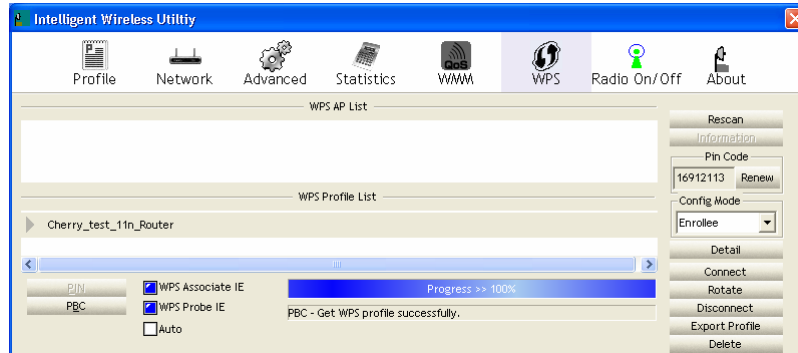 Intelligent Wireless Utiltiy
Profile Network Advanced Statistics QoS WMM WPS Radio On/Off About
WPS AP List
Rescan
Information
Pin Code
16912113 Renew
WPS Profile List
Config Mode
Cherry_test_11n_Router
Enrollee
Detail
PIN WPS Associate IE Progress >> 100% Connect
PBC WPS Probe IE PBC - Get WPS profile successfully. Rotate
Auto
Disconnect
Export Profile
Delete